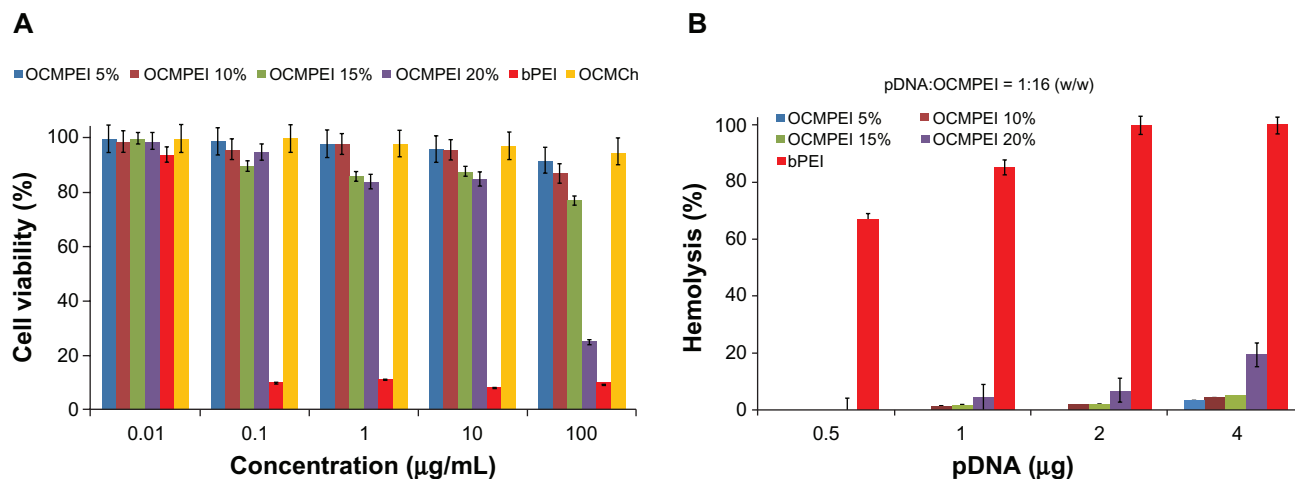 A
OCMPEI 5% OCMPEI 10% OCMPEI 15% OCMPEI 20% bPEI OCMCh
Cell viability (%)
100
80
60
40
20
0
0.01 0.1 1 10 100
Concentration (µg/mL)
B
pDNA:OCMPEI = 1:16 (w/w)
OCMPEI 5% OCMPEI 10%
OCMPEI 15% OCMPEI 20%
bPEI
Hemolysis (%)
100
80
60
40
20
0
0.5 1 2 4
pDNA (µg)